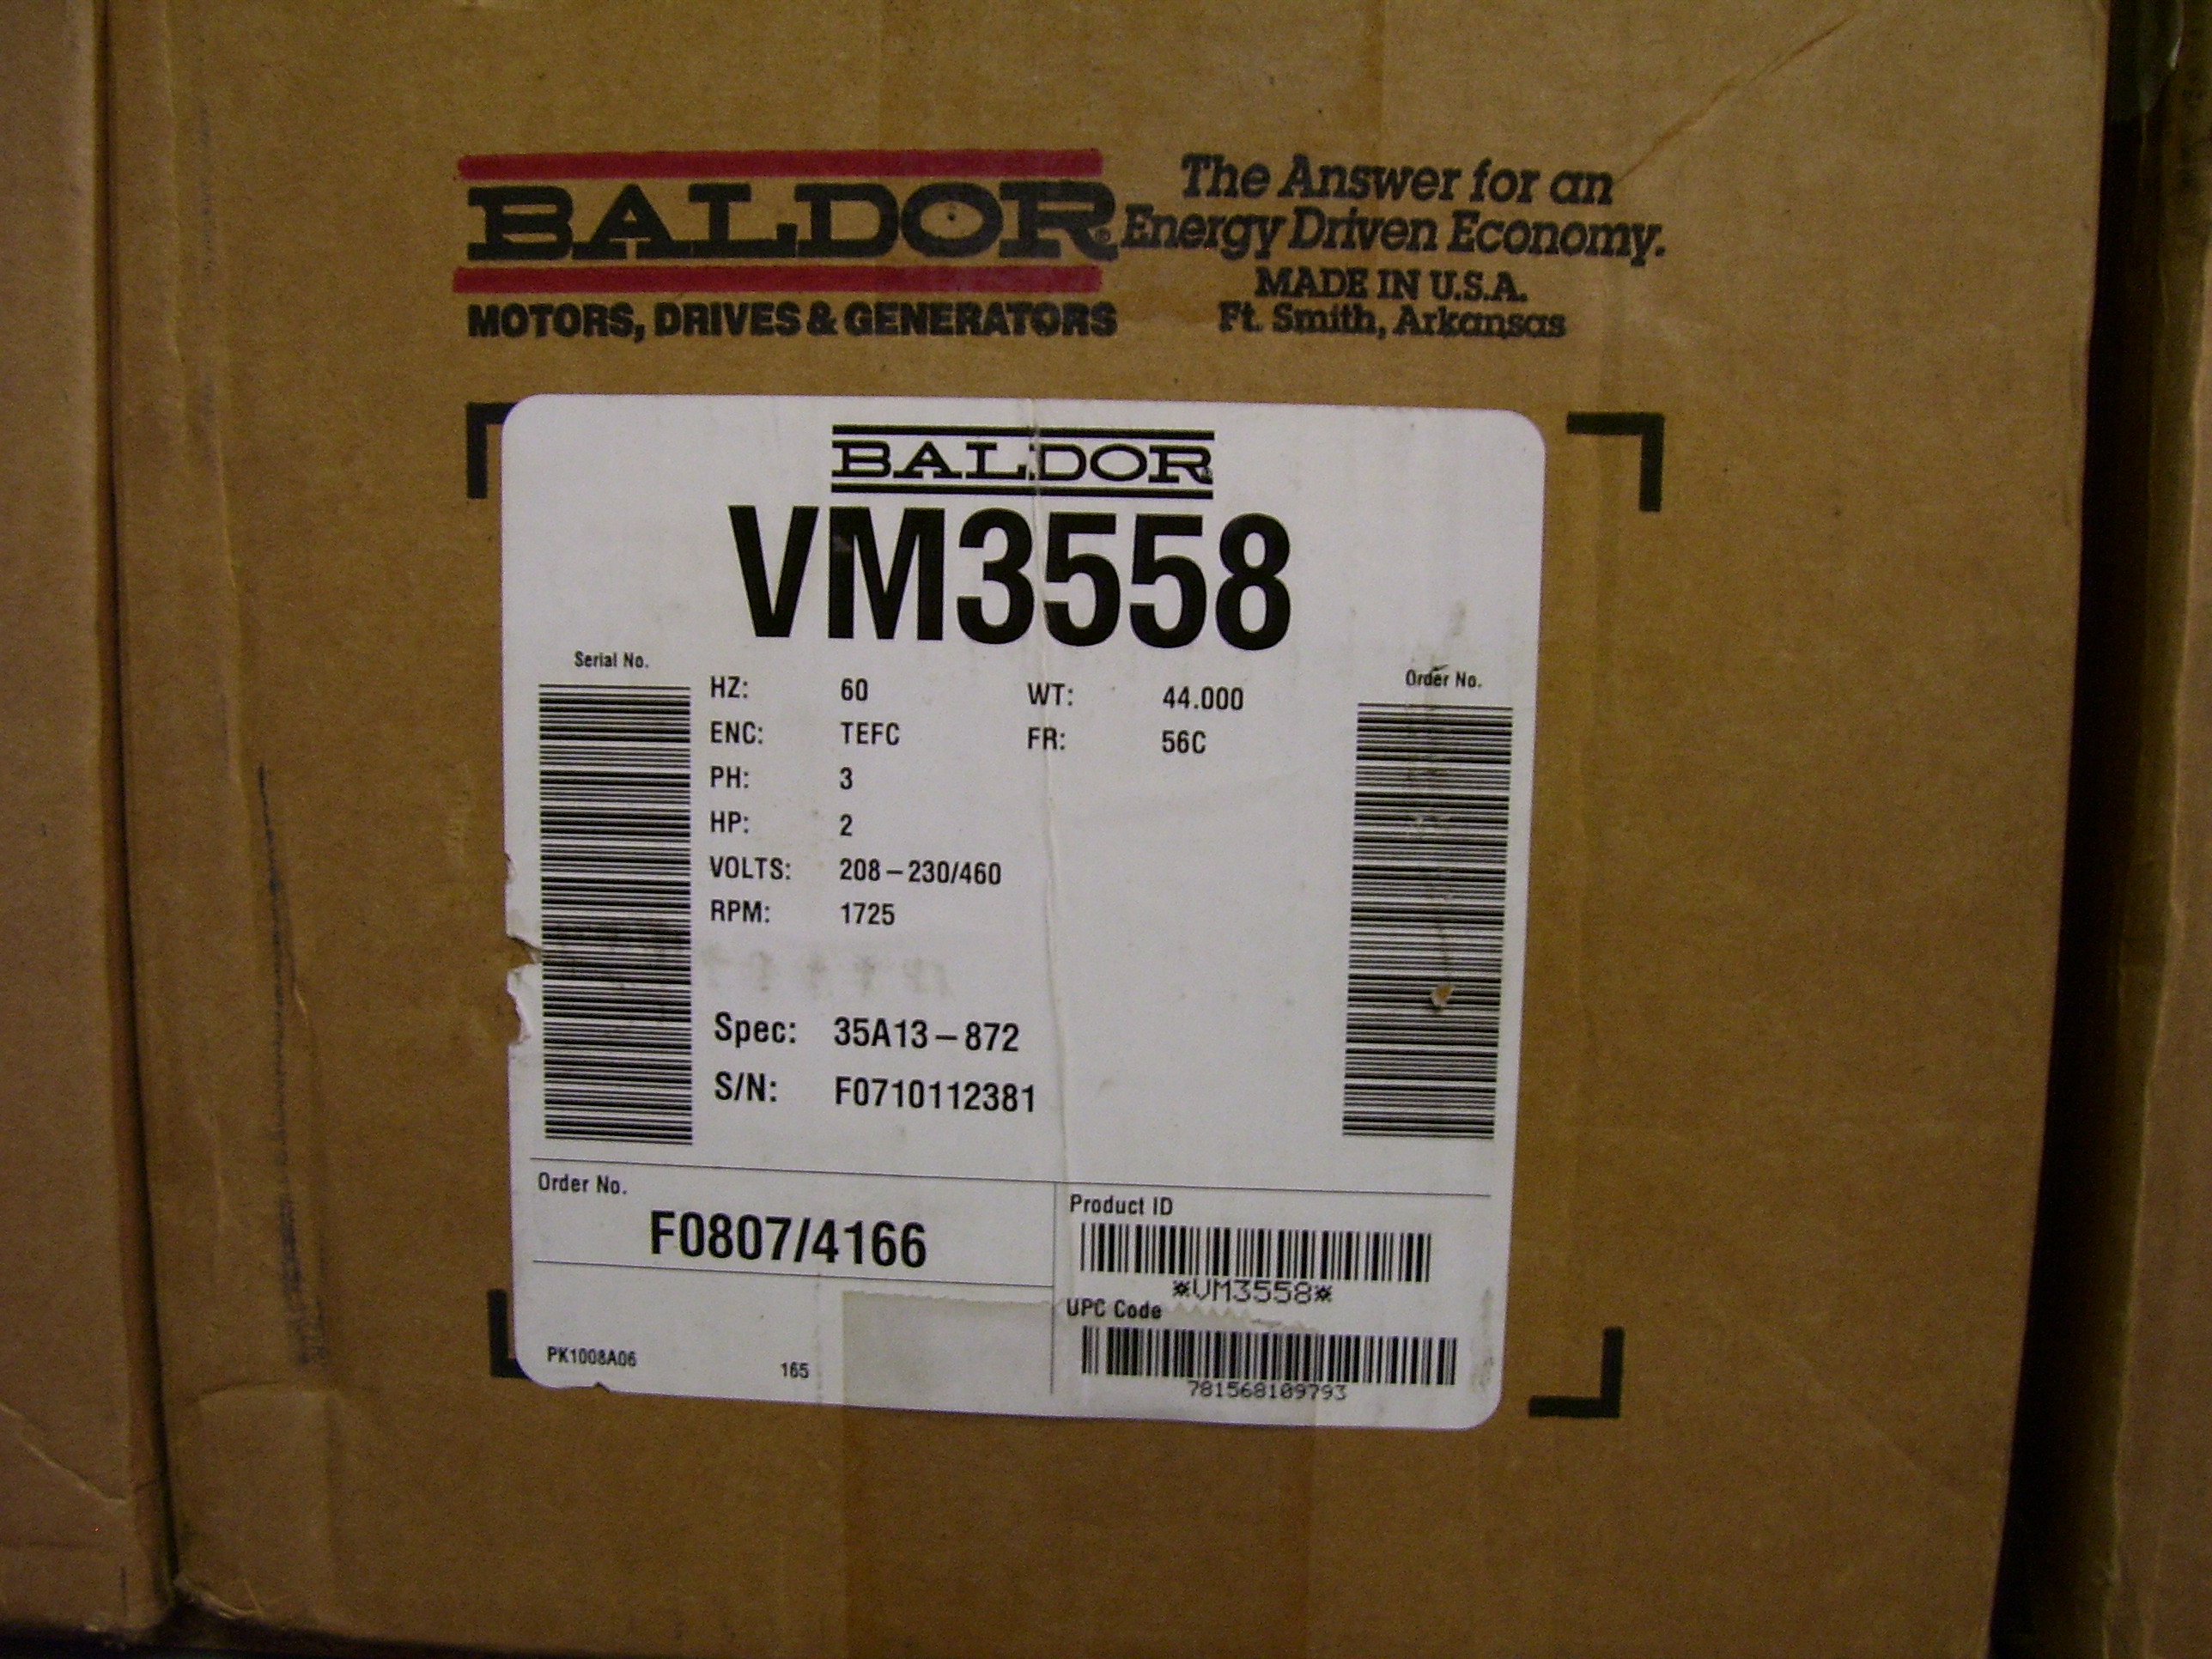 BALDOR®
MOTORS, DRIVES & GENERATORS
The Answer for an
Energy Driven Economy.
MADE IN U.S.A.
Ft. Smith, Arkansas
BALDOR
VM3558
Serial No.
Order No.
HZ: 60 WT: 44.000
ENC: TEFC FR: 56C
PH: 3
HP: 2
VOLTS: 208-230/460
RPM: 1725
Spec: 35A13-872
S/N: F0710112381
Order No.
F0807/4166
Product ID
*VM3558*
UPC Code
781568109793
PK1008A06 165